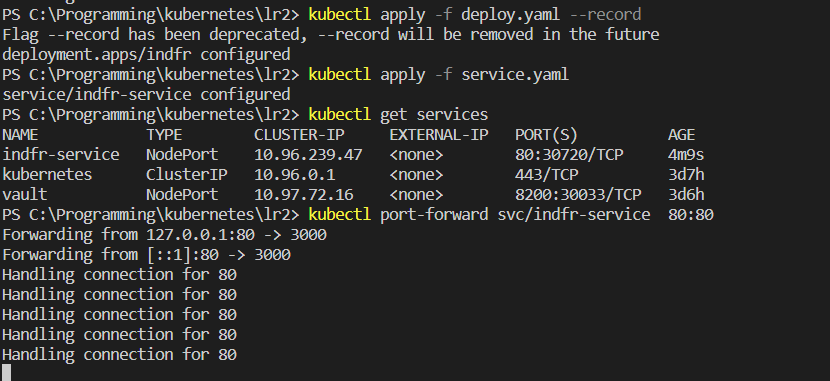 PS C:\Programming\kubernetes\lr2> kubectl apply -f deploy.yaml --record
Flag --record has been deprecated, --record will be removed in the future
deployment.apps/indfr configured
PS C:\Programming\kubernetes\lr2> kubectl apply -f service.yaml
service/indfr-service configured
PS C:\Programming\kubernetes\lr2> kubectl get services
NAME            TYPE        CLUSTER-IP     EXTERNAL-IP   PORT(S)          AGE
indfr-service   NodePort    10.96.239.47   <none>        80:30720/TCP     4m9s
kubernetes      ClusterIP   10.96.0.1      <none>        443/TCP          3d7h
vault           NodePort    10.97.72.16    <none>        8200:30033/TCP   3d6h
PS C:\Programming\kubernetes\lr2> kubectl port-forward svc/indfr-service  80:80
Forwarding from 127.0.0.1:80 -> 3000
Forwarding from [::1]:80 -> 3000
Handling connection for 80
Handling connection for 80
Handling connection for 80
Handling connection for 80
Handling connection for 80